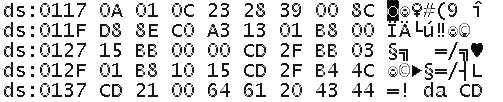 ds:0117 0A 01 0C 23 28 39 00 8C ◙☺♀#(9 î
ds:011F D8 8E C0 A3 13 01 B8 00 ÏÄ└ú‼☺©
ds:0127 15 BB 00 00 CD 2F BB 03 §╗  ═/╗♥
ds:012F 01 B8 10 15 CD 2F B4 4C ☺©►§═/┤L
ds:0137 CD 21 00 64 61 20 43 44 ═! da CD